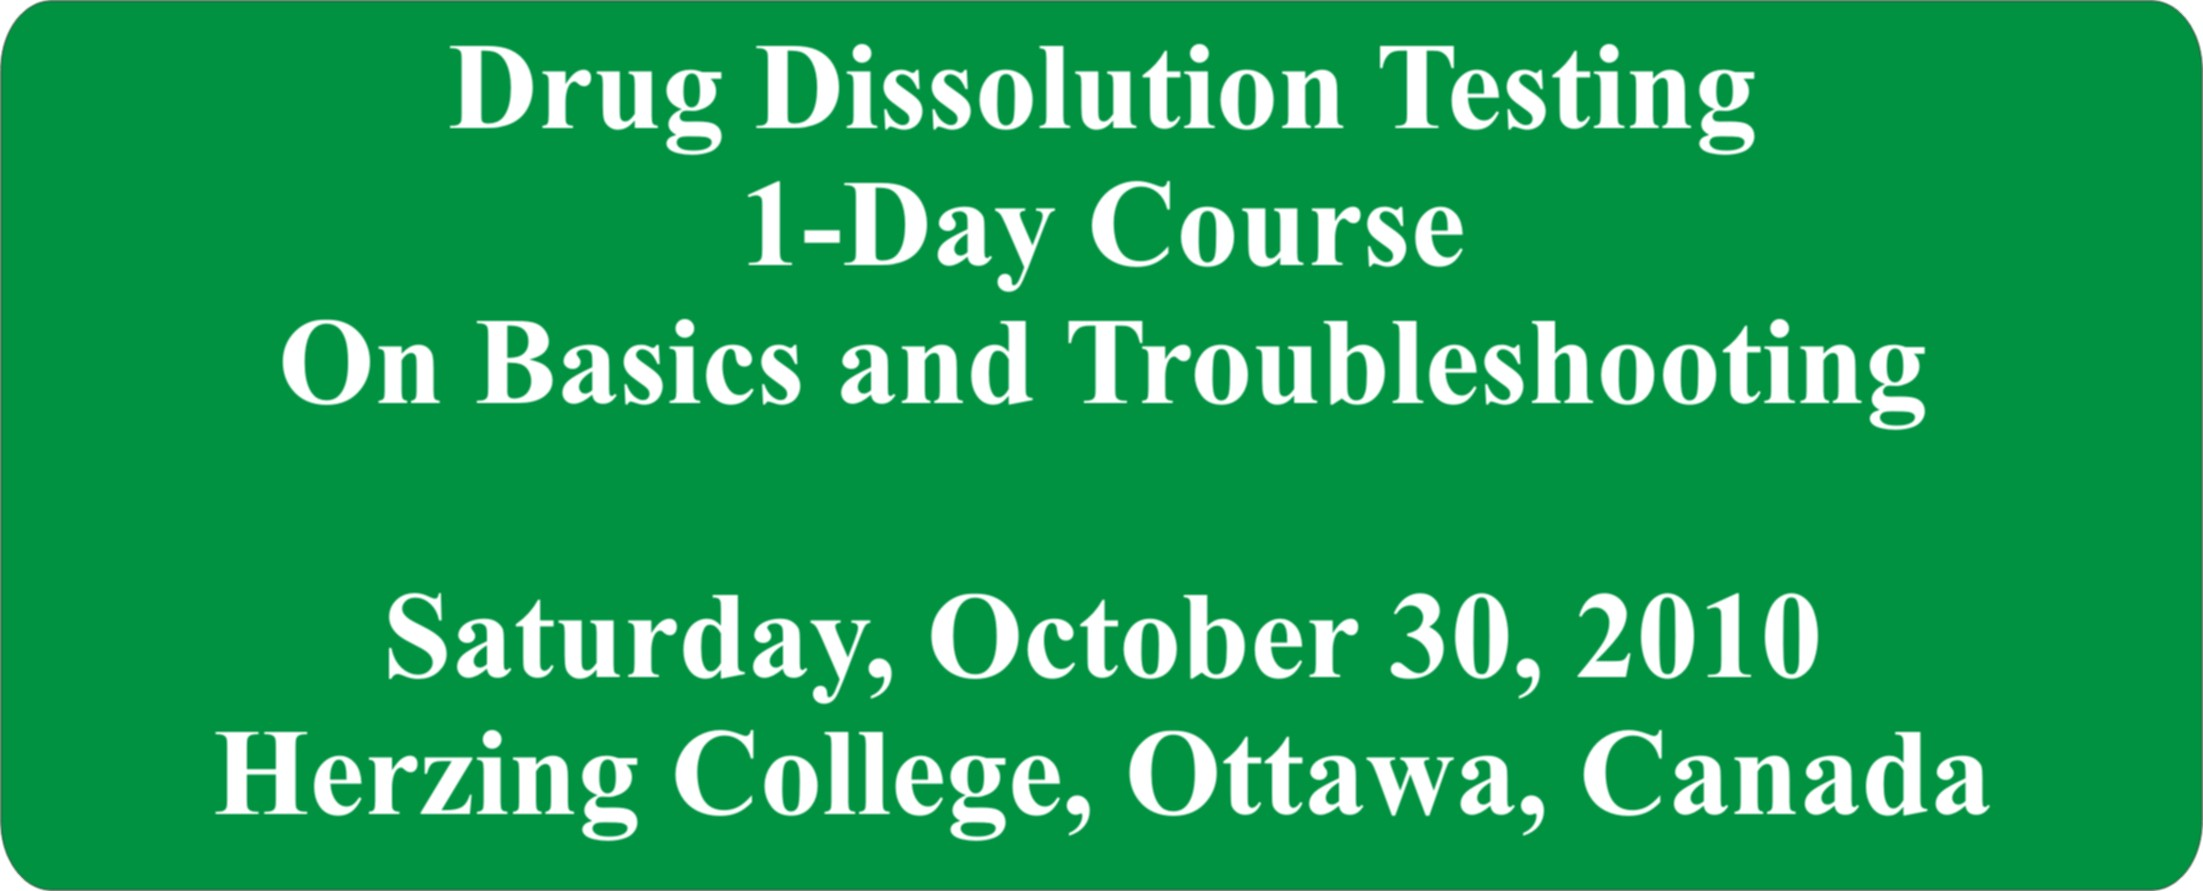 Drug Dissolution Testing
1-Day Course
On Basics and Troubleshooting
Saturday, October 30, 2010
Herzing College, Ottawa, Canada